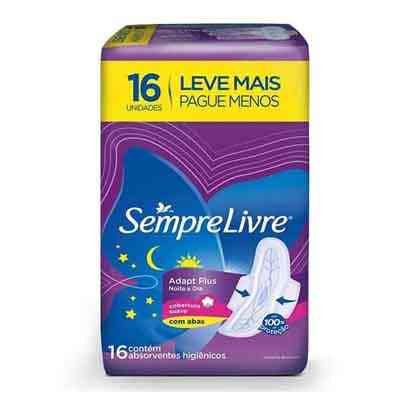 16
UNIDADES
LEVE MAIS
PAGUE MENOS
SempreLivre®
Adapt Plus
Noite e Dia
cobertura
suave
com abas
100%
proteção
16 contém
absorventes higiênicos